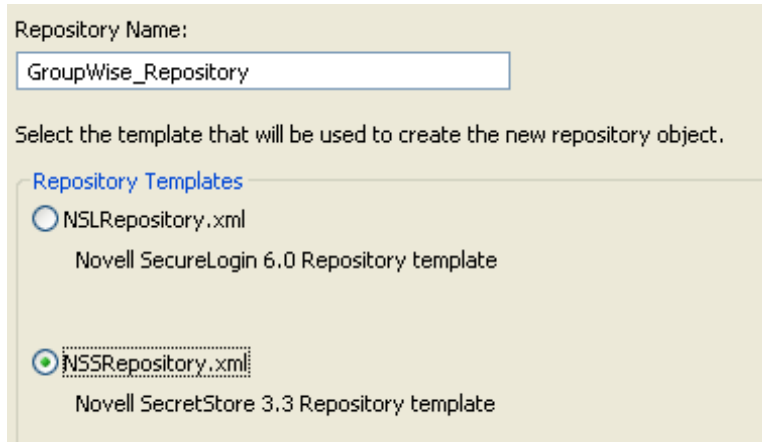 Repository Name:
GroupWise_Repository
Select the template that will be used to create the new repository object.
Repository Templates
NSLRepository.xml
Novell SecureLogin 6.0 Repository template
NSSRepository.xml
Novell SecretStore 3.3 Repository template